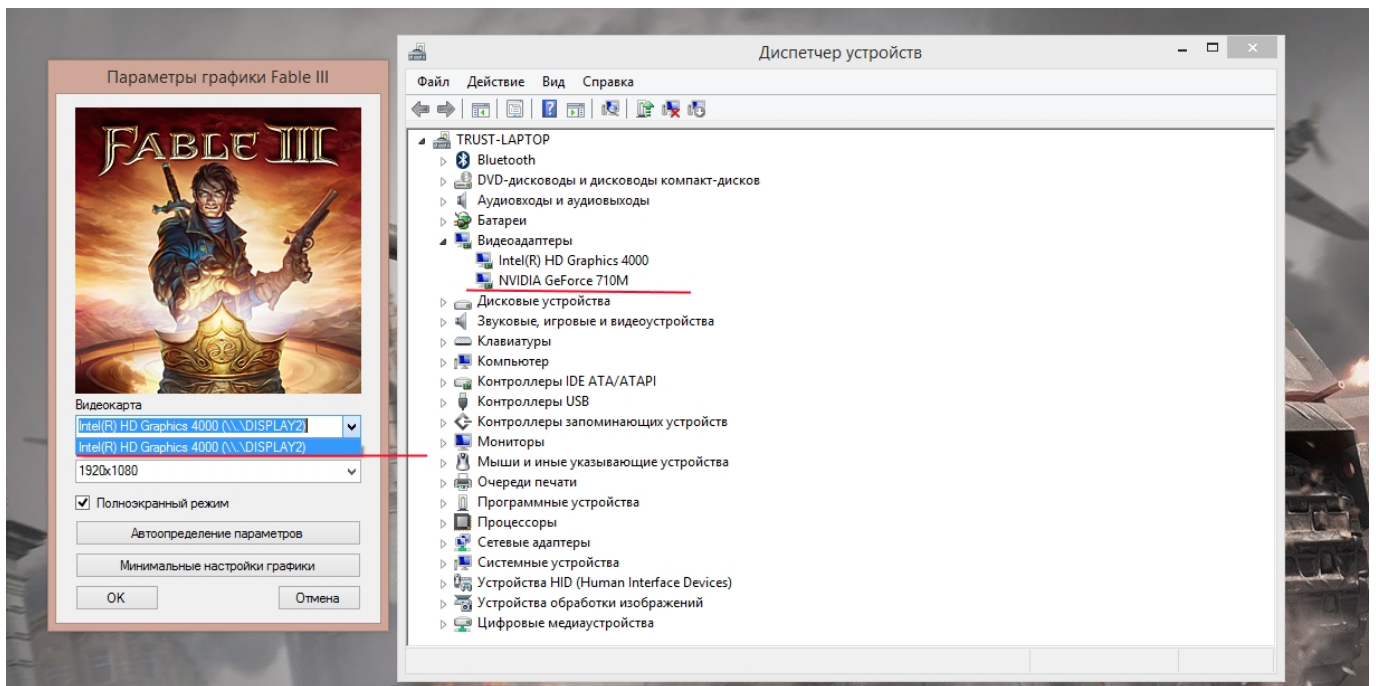 Параметры графики Fable III
FABLE III
Видеокарта
Intel(R) HD Graphics 4000 (\\.\DISPLAY2)
Intel(R) HD Graphics 4000 (\\.\DISPLAY2)
1920x1080
Полноэкранный режим
Автоопределение параметров
Минимальные настройки графики
OK Отмена
Диспетчер устройств
Файл Действие Вид Справка
TRUST-LAPTOP
Bluetooth
DVD-дисководы и дисководы компакт-дисков
Аудиовходы и аудиовыходы
Батареи
Видеоадаптеры
Intel(R) HD Graphics 4000
NVIDIA GeForce 710M
Дисковые устройства
Звуковые, игровые и видеоустройства
Клавиатуры
Компьютер
Контроллеры IDE ATA/ATAPI
Контроллеры USB
Контроллеры запоминающих устройств
Мониторы
Мыши и иные указывающие устройства
Очереди печати
Программные устройства
Процессоры
Сетевые адаптеры
Системные устройства
Устройства HID (Human Interface Devices)
Устройства обработки изображений
Цифровые медиаустройства